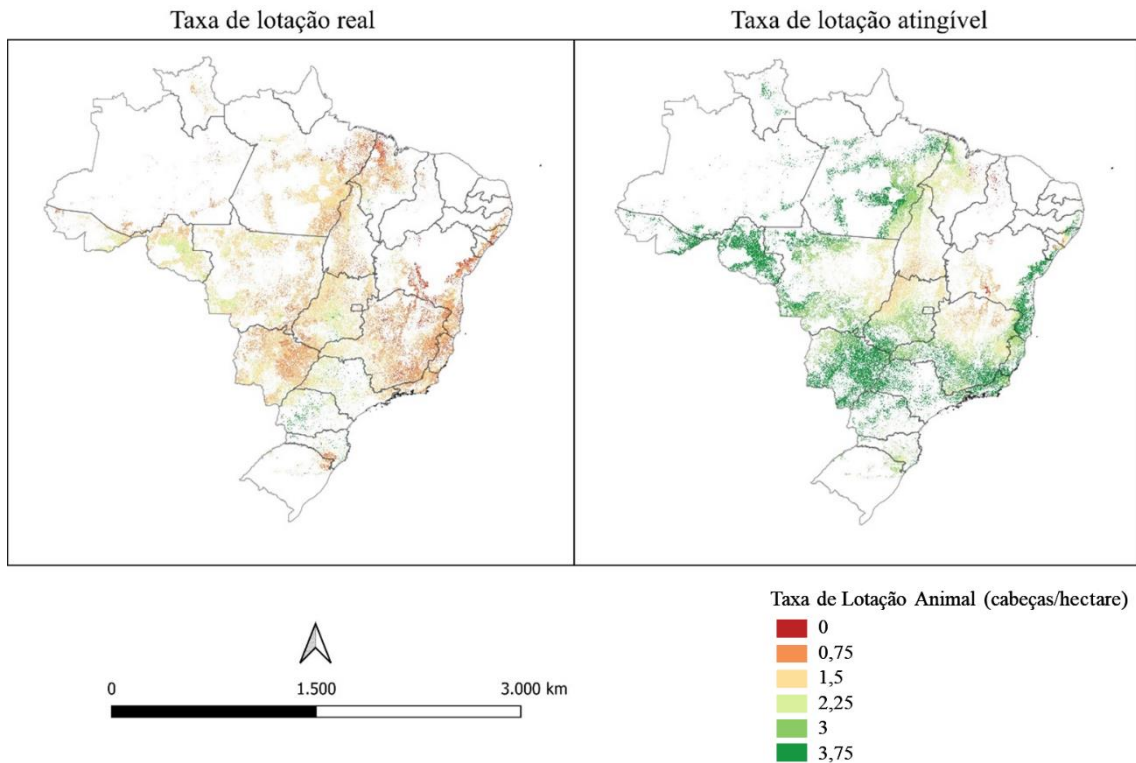 Taxa de lotação real
Taxa de lotação atingível
Taxa de Lotação Animal (cabeças/hectare)
0
0,75
1,5
2,25
3
3,75
0 1.500 3.000 km